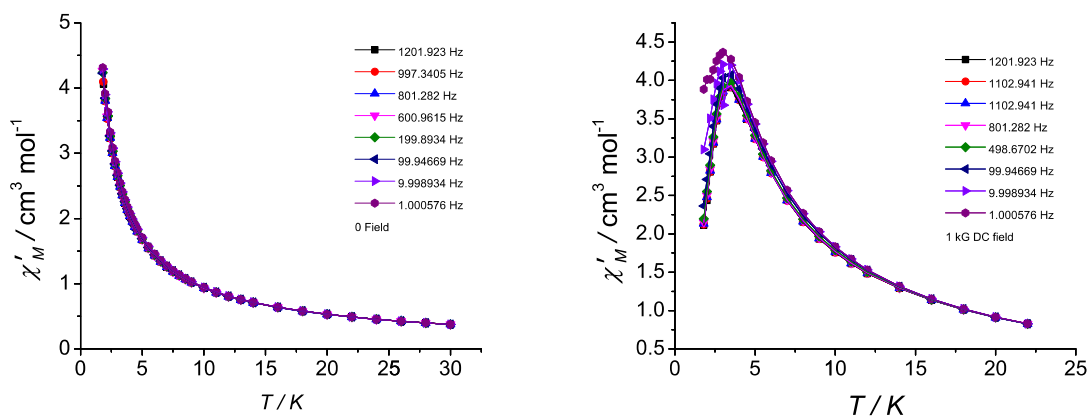 5
4
3
2
1
0
χ′M / cm3 mol-1
1201.923 Hz
997.3405 Hz
801.282 Hz
600.9615 Hz
199.8934 Hz
99.94669 Hz
9.998934 Hz
1.000576 Hz
0 Field
0 5 10 15 20 25 30
T / K
4.5
4.0
3.5
3.0
2.5
2.0
1.5
1.0
0.5
χ′M / cm3 mol-1
1201.923 Hz
1102.941 Hz
1102.941 Hz
801.282 Hz
498.6702 Hz
99.94669 Hz
9.998934 Hz
1.000576 Hz
1 kG DC field
0 5 10 15 20 25
T / K